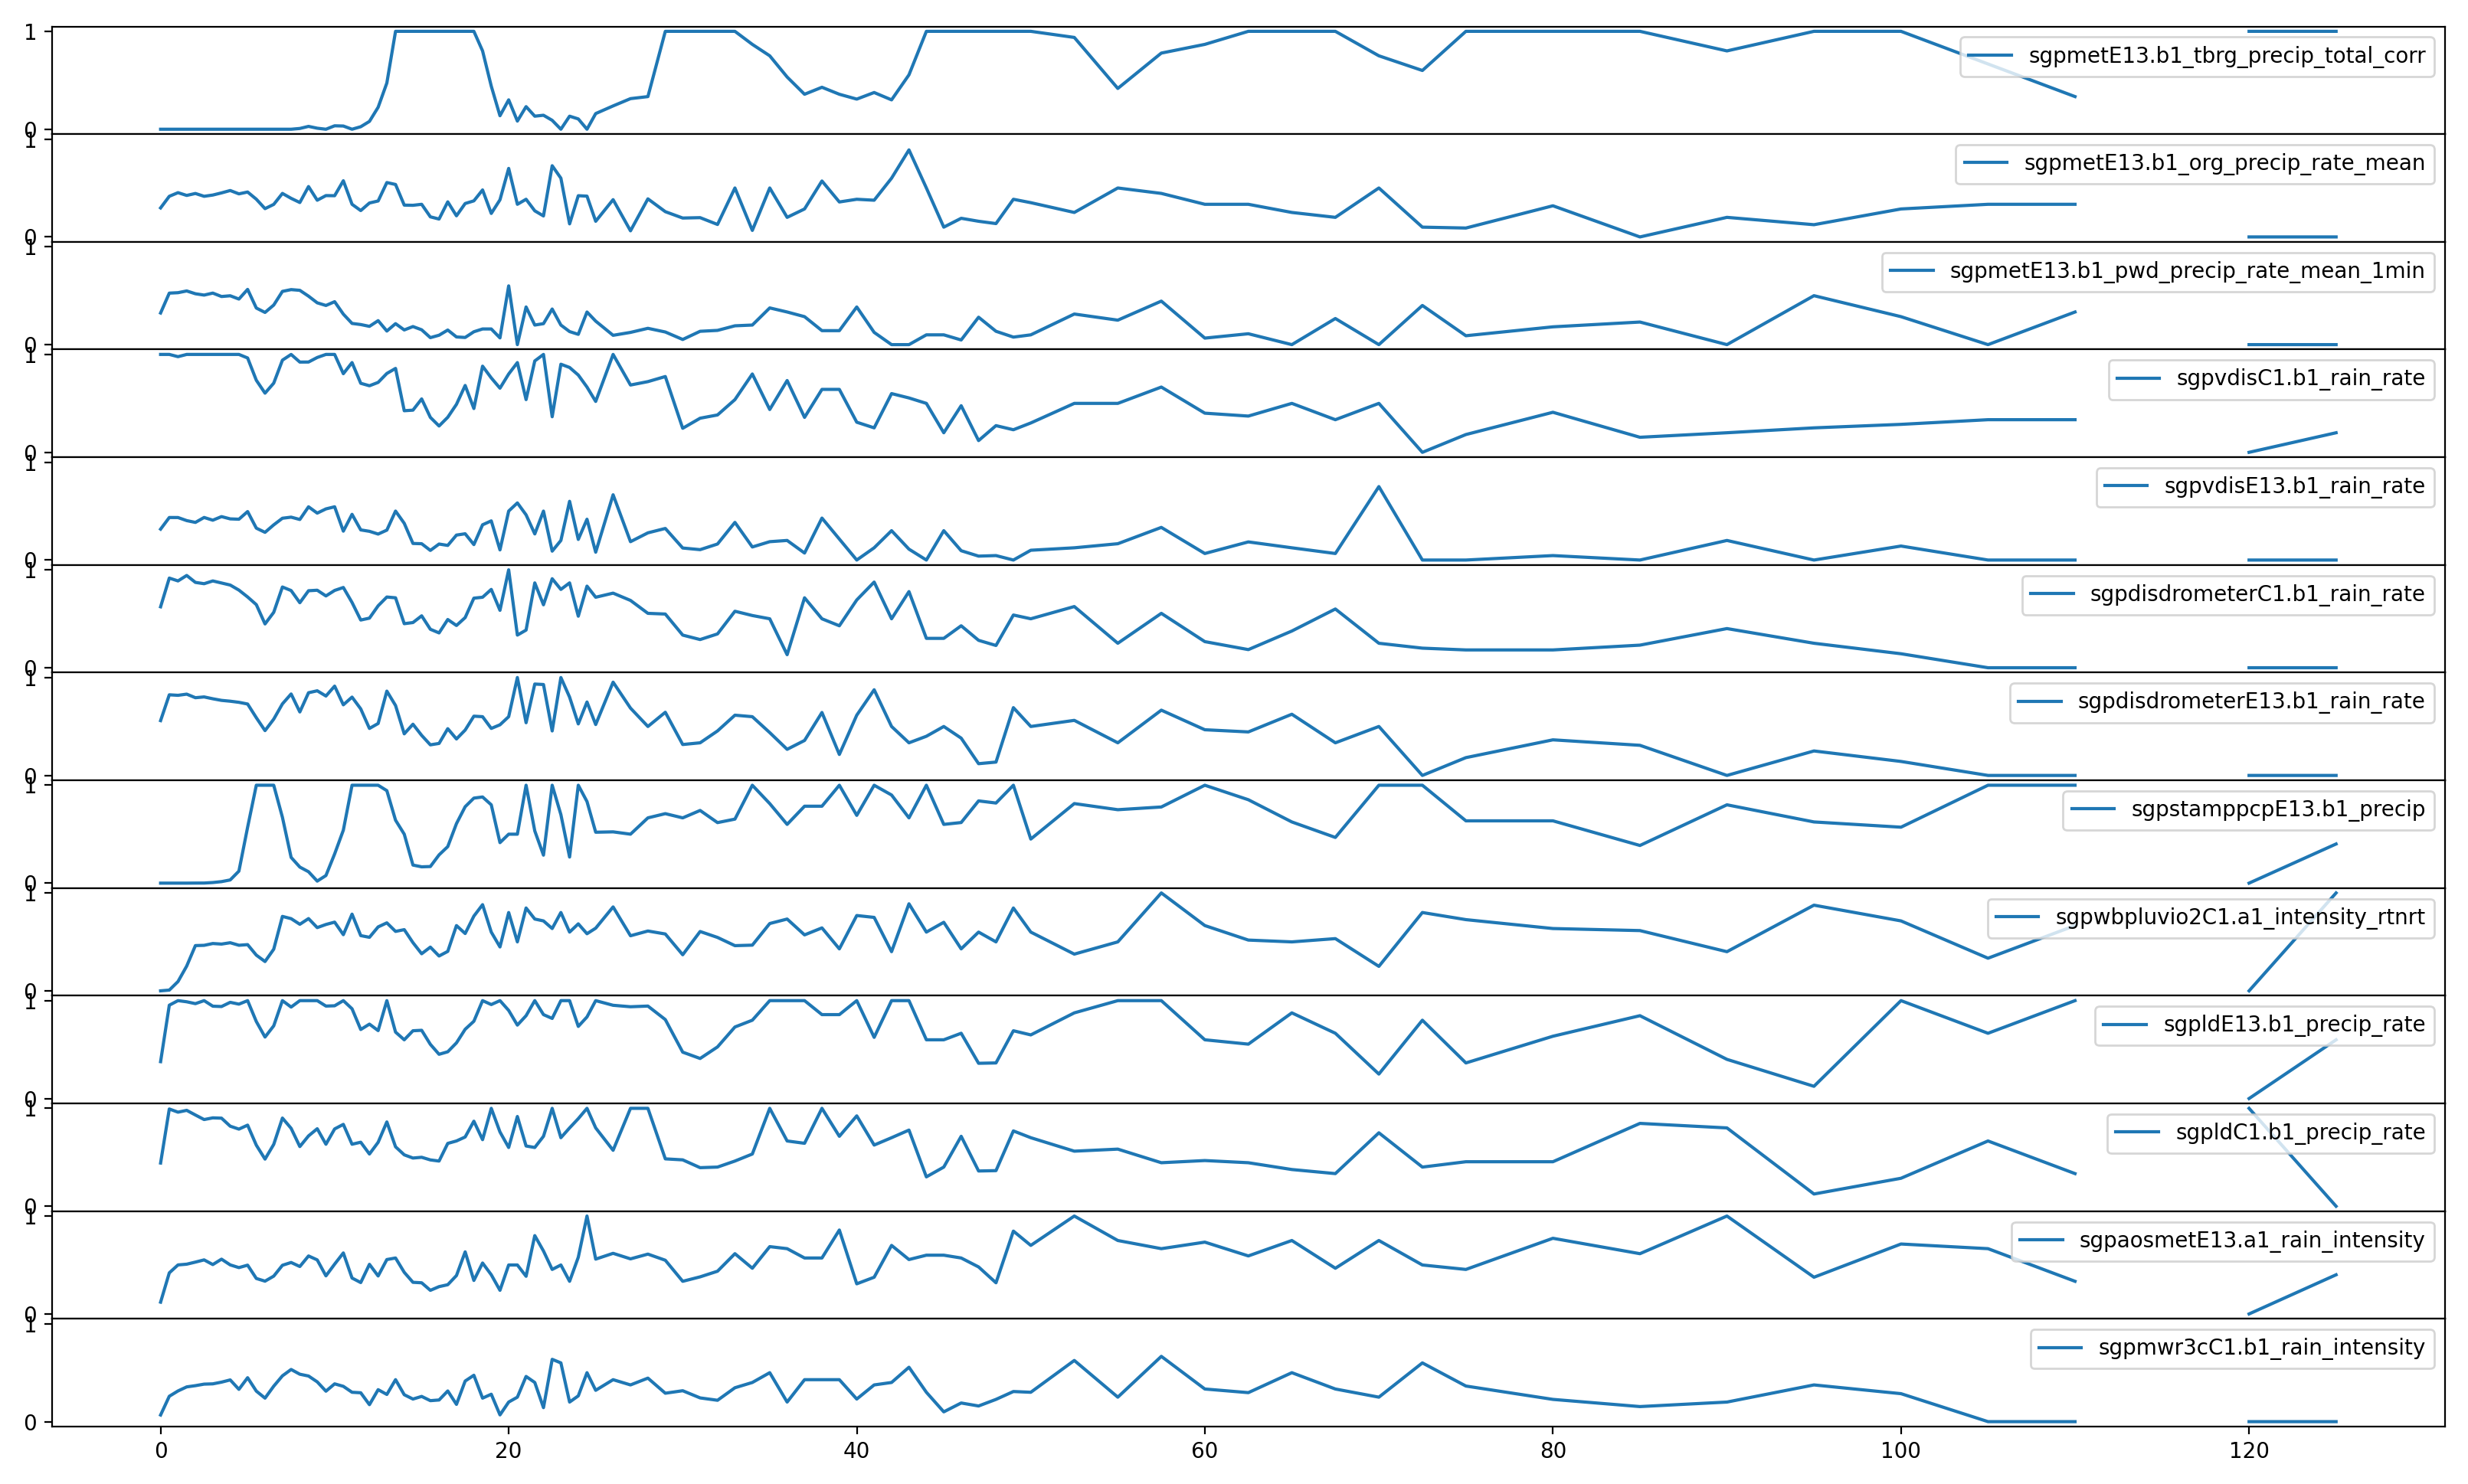 1
sgpmetE13.b1_tbrg_precip_total_corr
0
1
sgpmetE13.b1_org_precip_rate_mean
0
1
sgpmetE13.b1_pwd_precip_rate_mean_1min
0
1
sgpvdisC1.b1_rain_rate
0
1
sgpvdisE13.b1_rain_rate
0
1
sgpdisdrometerC1.b1_rain_rate
0
1
sgpdisdrometerE13.b1_rain_rate
0
1
sgpstamppcpE13.b1_precip
0
1
sgpwbpluvio2C1.a1_intensity_rtnrt
0
1
sgpldE13.b1_precip_rate
0
1
sgpldC1.b1_precip_rate
0
1
sgpaosmetE13.a1_rain_intensity
0
1
sgpmwr3cC1.b1_rain_intensity
0
0 20 40 60 80 100 120